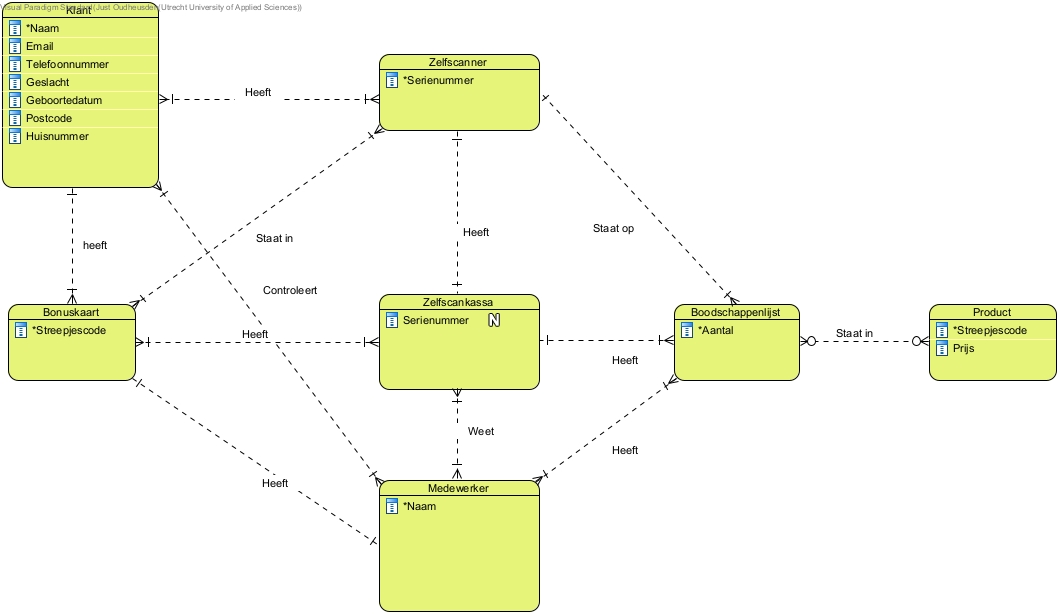 Visual Paradigm Standard(Just Oudheusden(Utrecht University of Applied Sciences))
Klant
*Naam
Email
Telefoonnummer
Geslacht
Geboortedatum
Postcode
Huisnummer
Heeft
Zelfscanner
*Serienummer
heeft
Staat in
Controleert
Heeft
Staat op
Bonuskaart
*Streepjescode
Heeft
Zelfscankassa
Serienummer N
Heeft
Boodschappenlijst
*Aantal
Staat in
Product
*Streepjescode
Prijs
Heeft
Weet
Heeft
Medewerker
*Naam